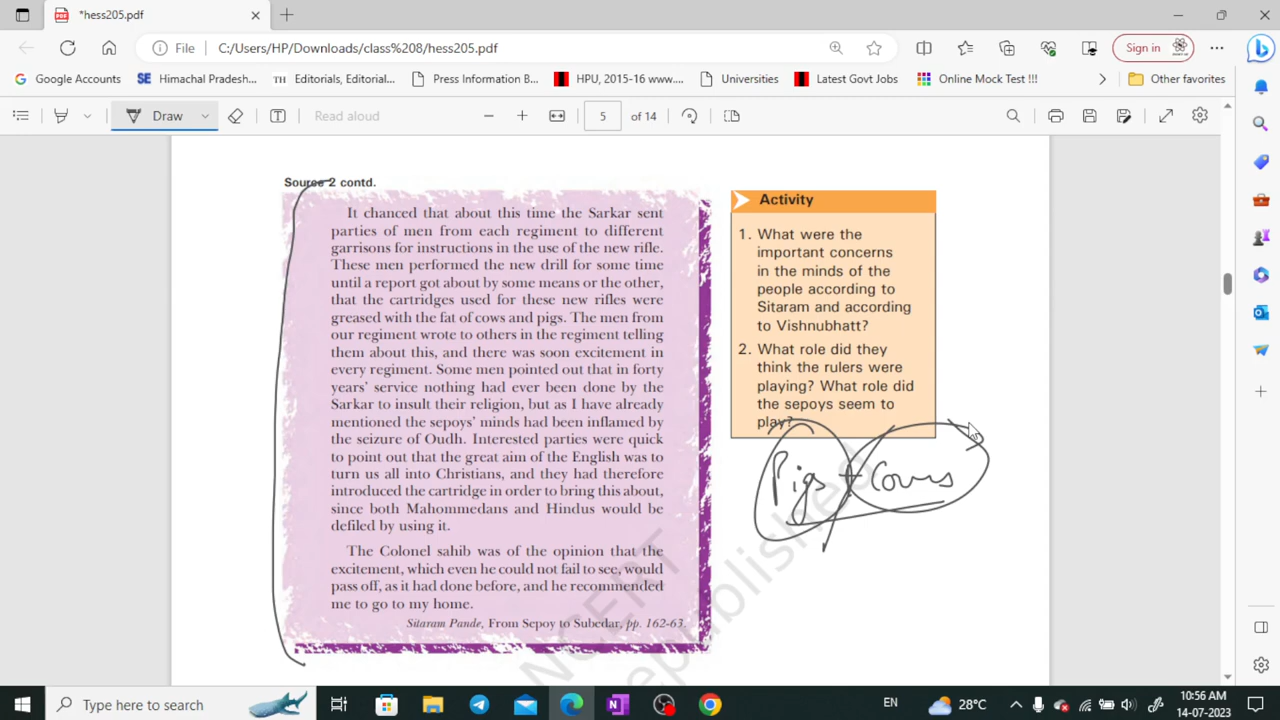 *hess205.pdf
File
C:/Users/HP/Downloads/class%208/hess205.pdf
Sign in
Google Accounts
SE Himachal Pradesh...
TH Editorials, Editorial...
Press Information B...
HPU, 2015-16 www....
Universities
Latest Govt Jobs
Online Mock Test !!!
Other favorites
Draw
Read aloud
5 of 14
Source 2 contd.
It chanced that about this time the Sarkar sent
parties of men from each regiment to different
garrisons for instructions in the use of the new rifle.
These men performed the new drill for some time
until a report got about by some means or the other,
that the cartridges used for these new rifles were
greased with the fat of cows and pigs. The men from
our regiment wrote to others in the regiment telling
them about this, and there was soon excitement in
every regiment. Some men pointed out that in forty
years' service nothing had ever been done by the
Sarkar to insult their religion, but as I have already
mentioned the sepoys' minds had been inflamed by
the seizure of Oudh. Interested parties were quick
to point out that the great aim of the English was to
turn us all into Christians, and they had therefore
introduced the cartridge in order to bring this about,
since both Mahommedans and Hindus would be
defiled by using it.
The Colonel sahib was of the opinion that the
excitement, which even he could not fail to see, would
pass off, as it had done before, and he recommended
me to go to my home.
Sitaram Pande, From Sepoy to Subedar, pp. 162-63.
Activity
1. What were the
important concerns
in the minds of the
people according to
Sitaram and according
to Vishnubhatt?
2. What role did they
think the rulers were
playing? What role did
the sepoys seem to
play?
Pigs + Cows
NCERT
republished
Type here to search
EN
28°C
10:56 AM
14-07-2023